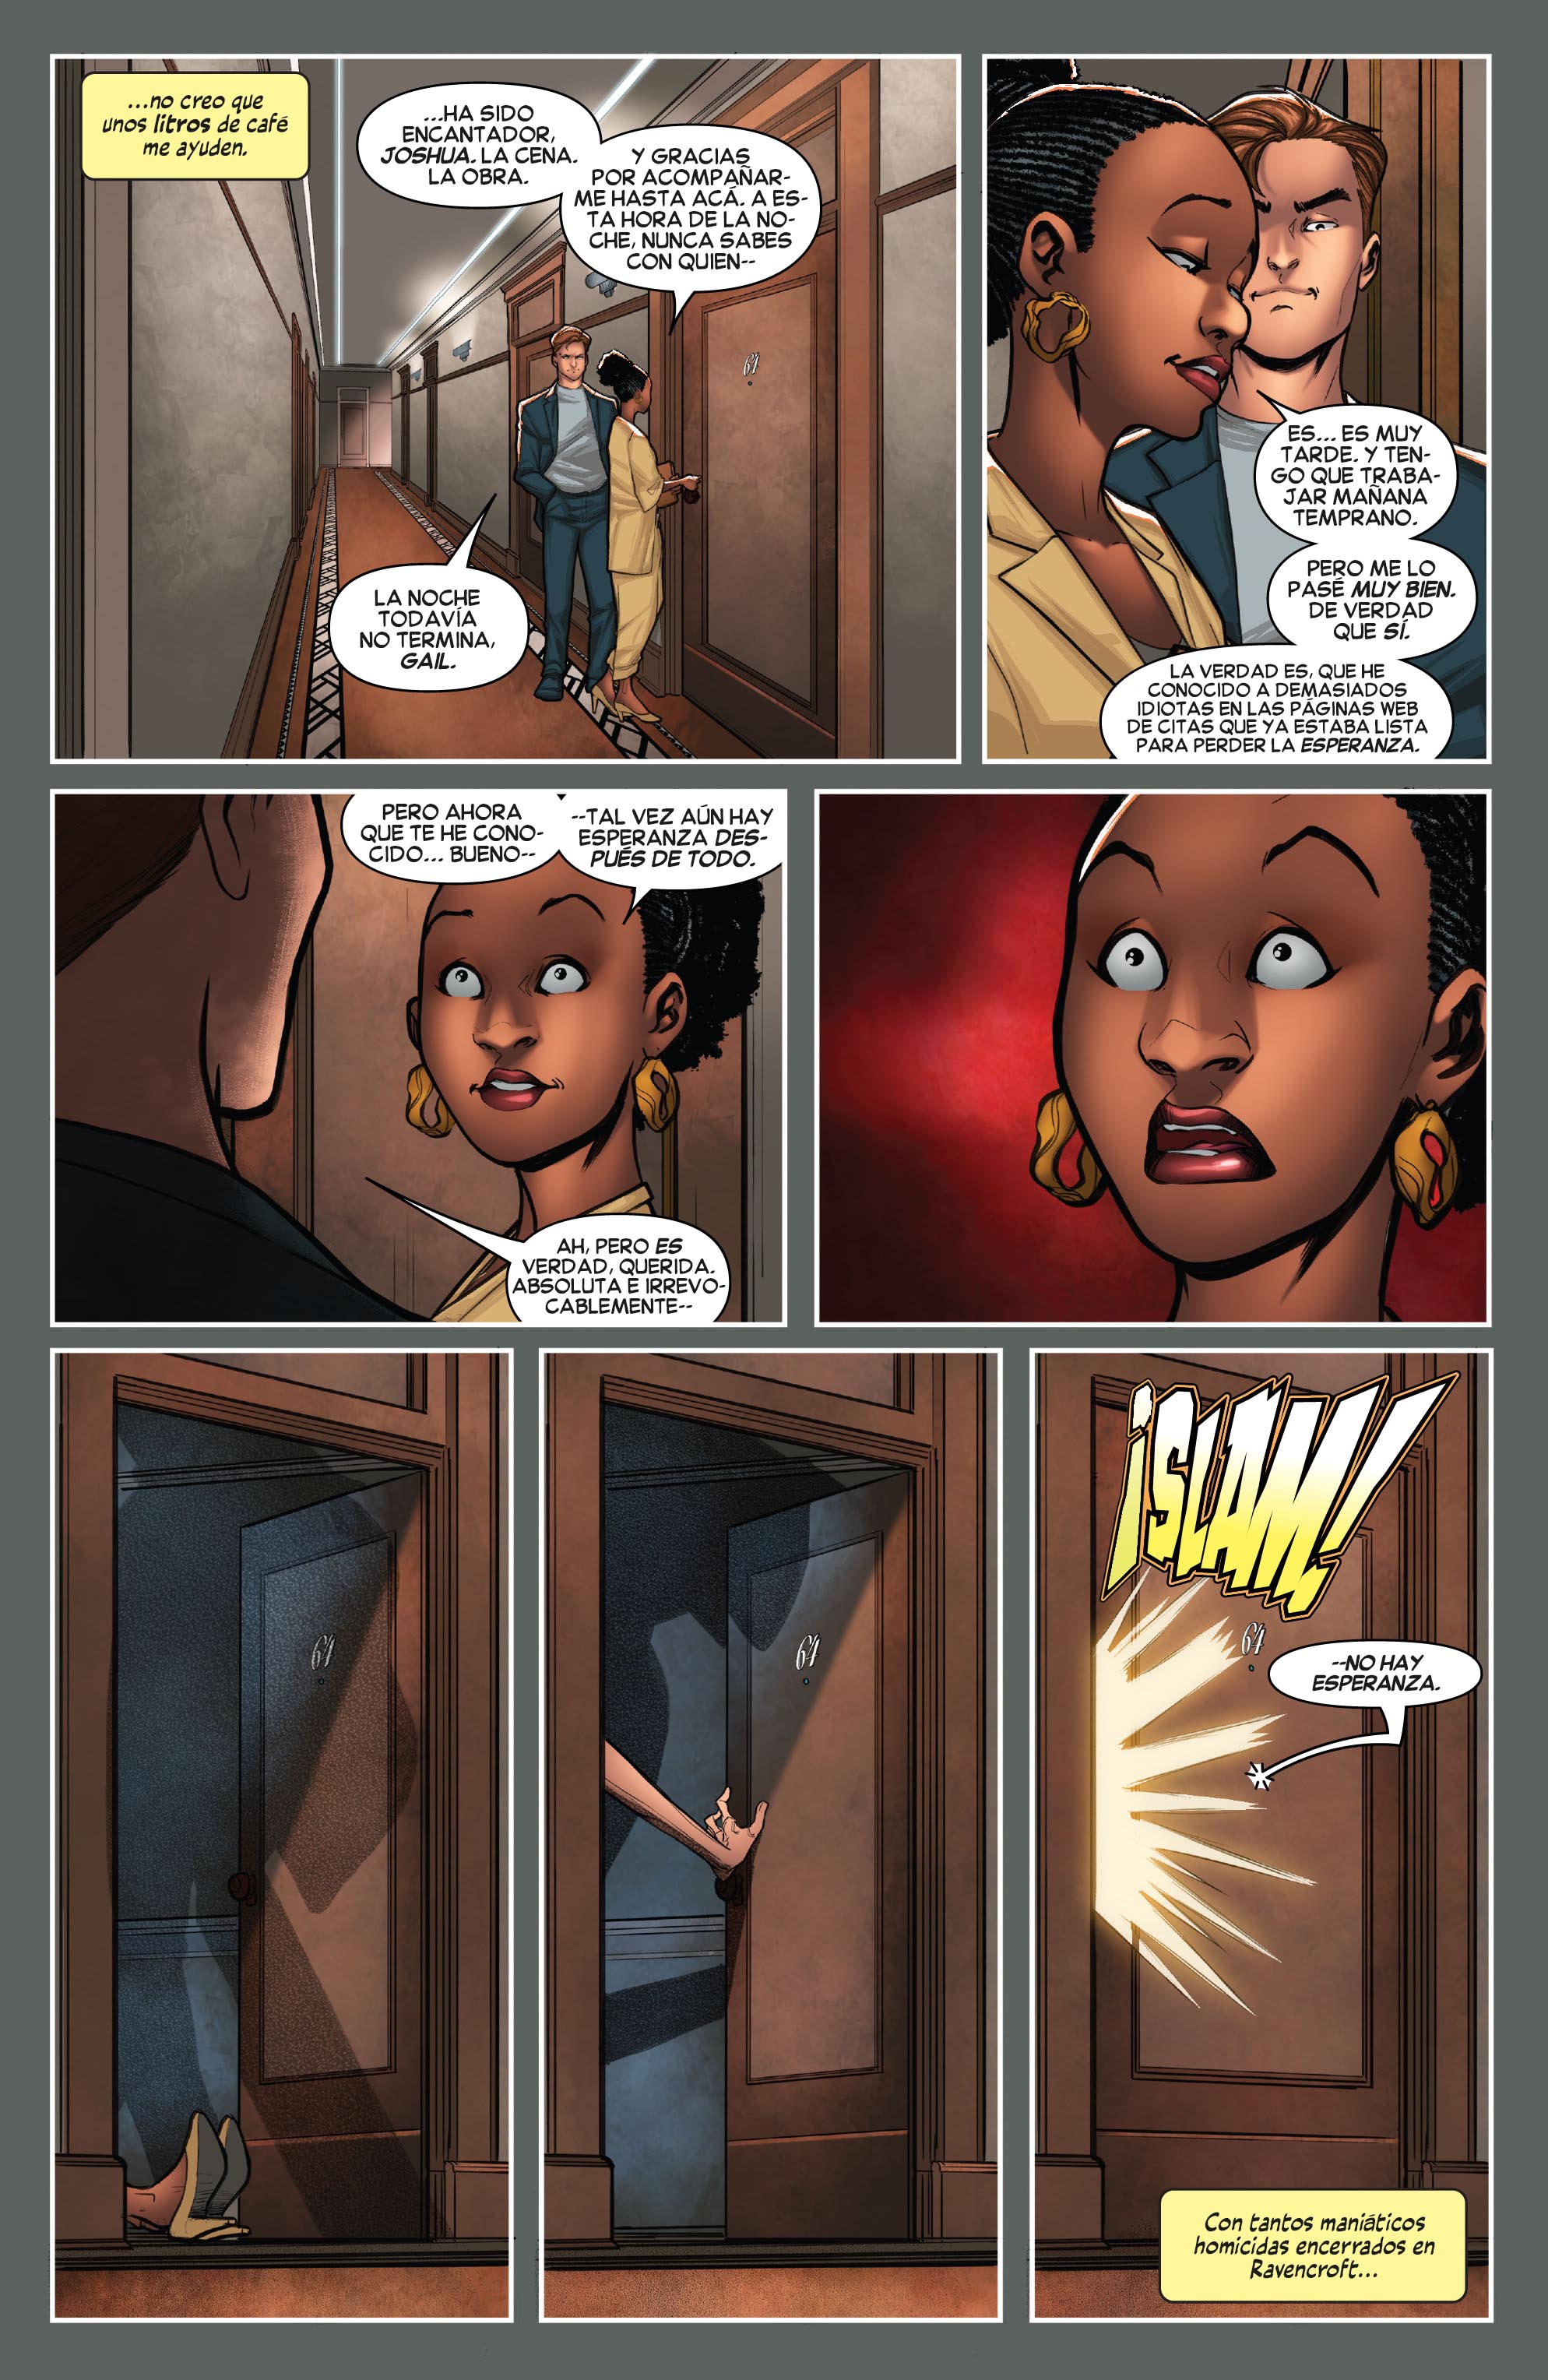 ...no creo que
unos litros de café
me ayuden.
...HA SIDO
ENCANTADOR,
JOSHUA. LA CENA.
LA OBRA.
Y GRACIAS
POR ACOMPAÑAR-
ME HASTA ACÁ. A ES-
TA HORA DE LA NO-
CHE, NUNCA SABES
CON QUIEN--
64
LA NOCHE
TODAVÍA
NO TERMINA,
GAIL.
ES... ES MUY
TARDE. Y TEN-
GO QUE TRABA-
JAR MAÑANA
TEMPRANO.
PERO ME LO
PASÉ MUY BIEN.
DE VERDAD
QUE SÍ.
LA VERDAD ES, QUE HE
CONOCIDO A DEMASIADOS
IDIOTAS EN LAS PÁGINAS WEB
DE CITAS QUE YA ESTABA LISTA
PARA PERDER LA ESPERANZA.
PERO AHORA
QUE TE HE CONO-
CIDO... BUENO--
--TAL VEZ AÚN HAY
ESPERANZA DES-
PUÉS DE TODO.
AH, PERO ES
VERDAD, QUERIDA.
ABSOLUTA E IRREVO-
CABLEMENTE--
64
64
¡SLAM!
64
--NO HAY
ESPERANZA.
Con tantos maniáticos
homicidas encerrados en
Ravencroft...